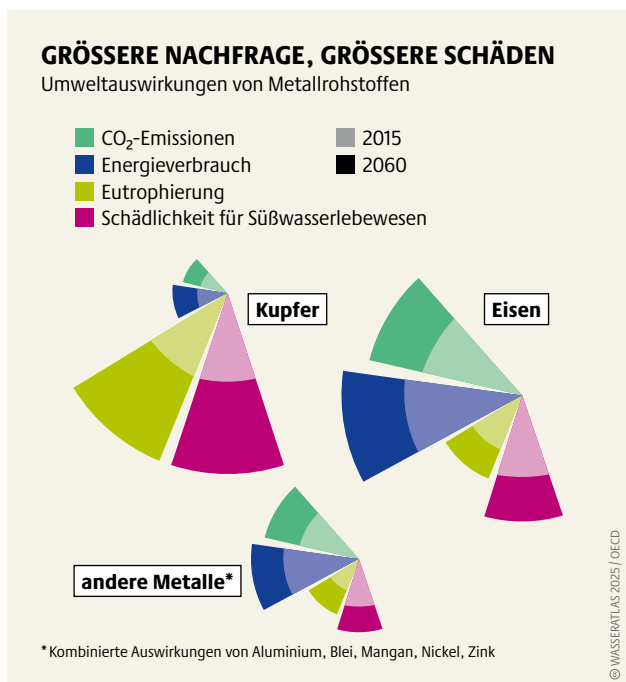 GRÖSSERE NACHFRAGE, GRÖSSERE SCHÄDEN
Umweltauswirkungen von Metallrohstoffen
CO₂-Emissionen
Energieverbrauch
Eutrophierung
Schädlichkeit für Süßwasserlebewesen
2015
2060
Kupfer
Eisen
andere Metalle*
* Kombinierte Auswirkungen von Aluminium, Blei, Mangan, Nickel, Zink
© WASSERATLAS 2025 / OECD